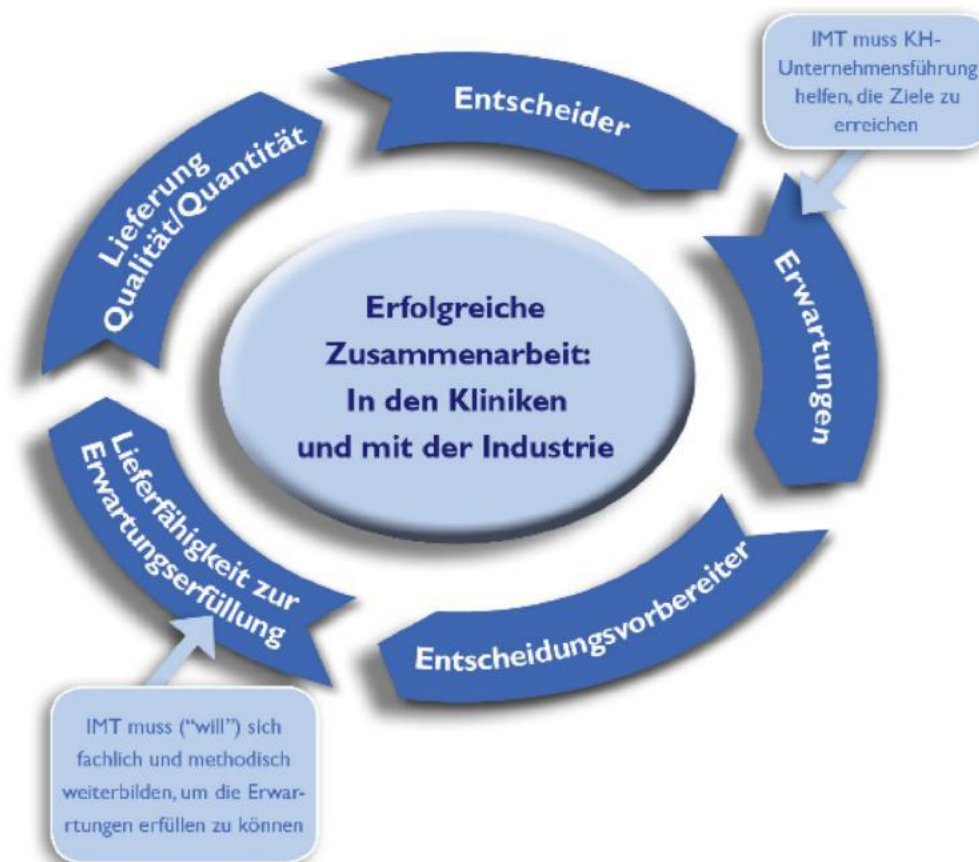 IMT muss KH-
Unternehmensführung
helfen, die Ziele zu
erreichen
Entscheider
Erwartungen
Entscheidungsvorbereiter
Lieferfähigkeit zur
Erwartungserfüllung
Lieferung
Qualität/Quantität
Erfolgreiche
Zusammenarbeit:
In den Kliniken
und mit der Industrie
IMT muss (“will”) sich
fachlich und methodisch
weiterbilden, um die Erwar-
rtungen erfüllen zu können